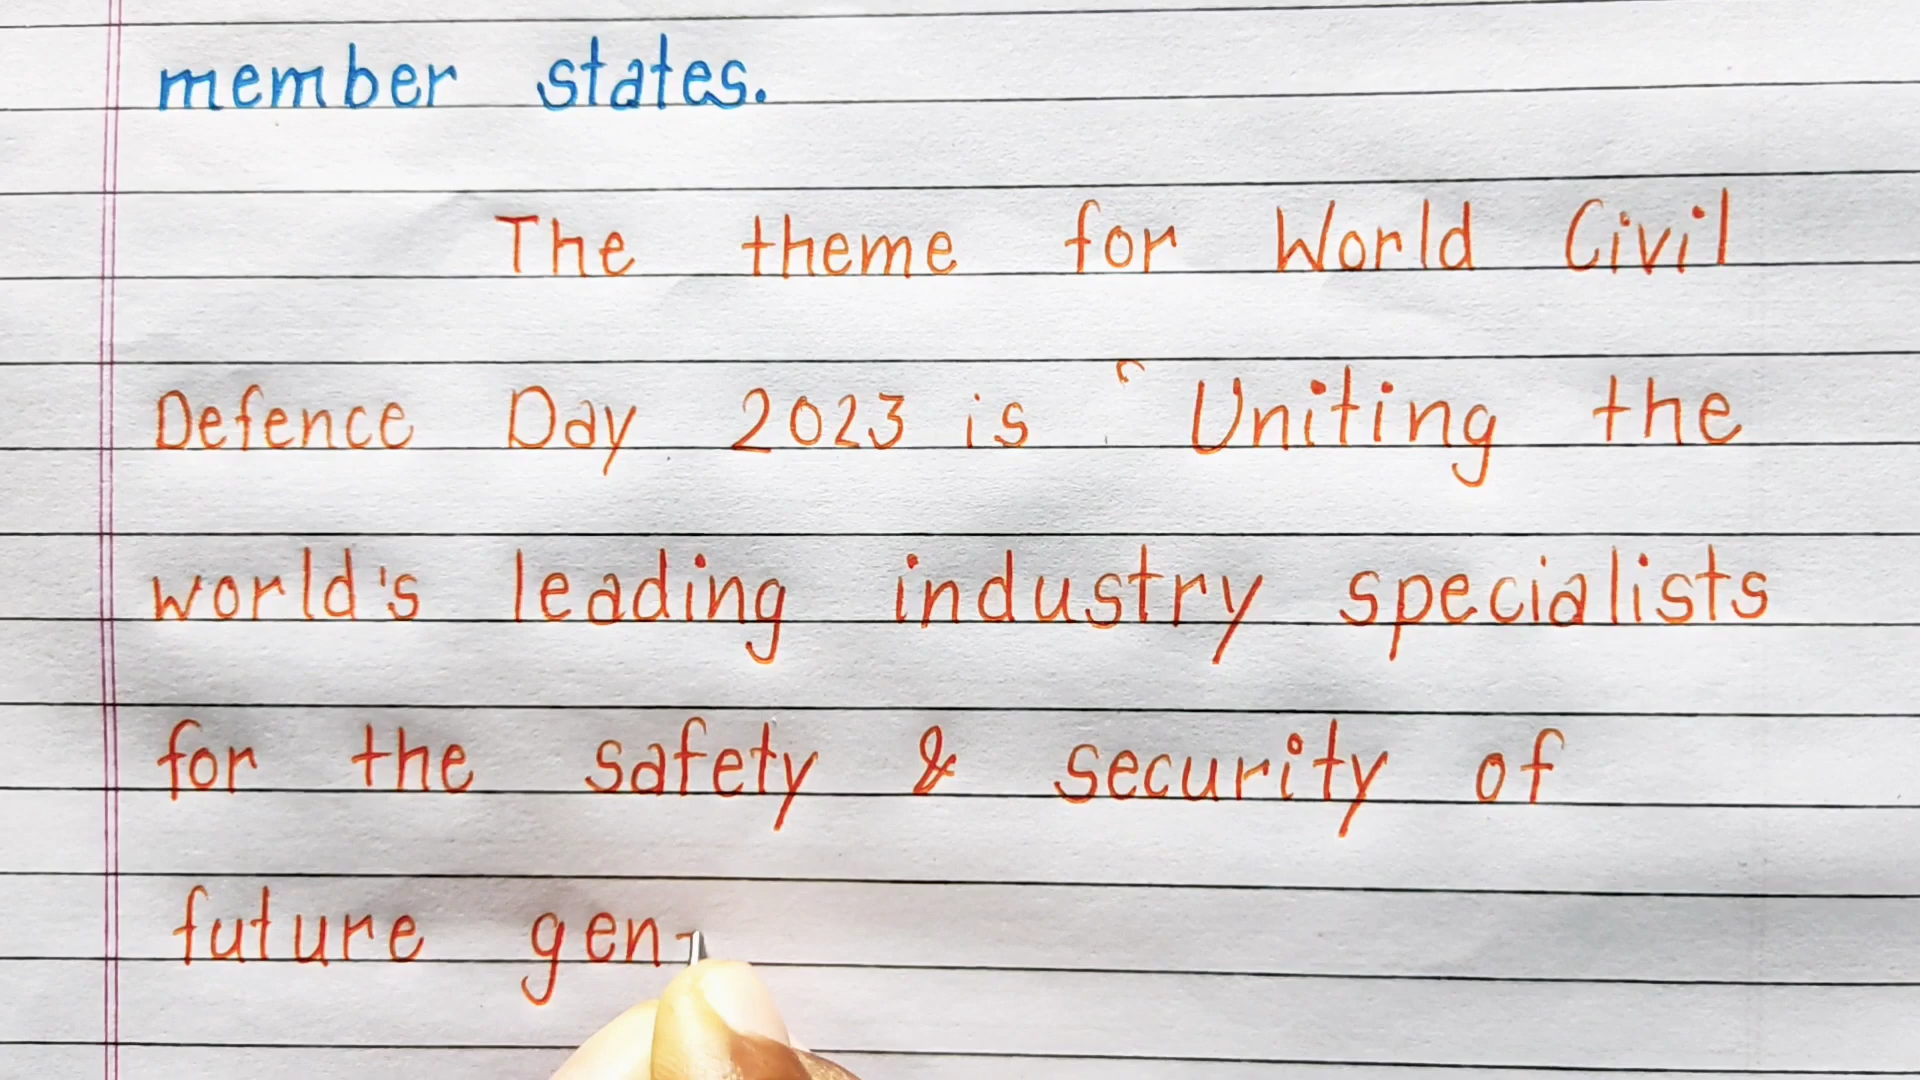 member states.
The theme for World Civil
Defence Day 2023 is " Uniting the
world's leading industry specialists
for the safety & security of
future gen